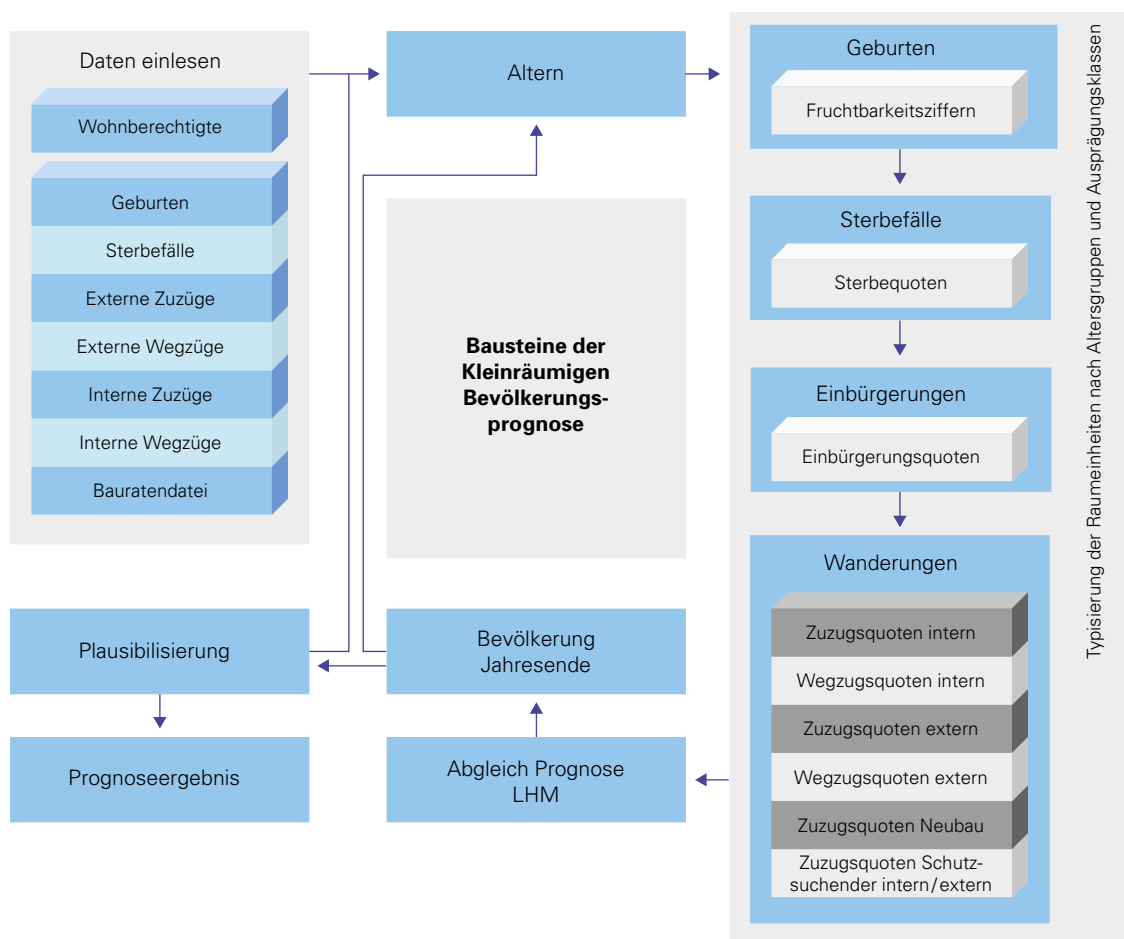 Daten einlesen
Wohnberechtigte
Geburten
Sterbefälle
Externe Zuzüge
Externe Wegzüge
Interne Zuzüge
Interne Wegzüge
Bauratendatei
Altern
Bausteine der
Kleinräumigen
Bevölkerungs-
prognose
Geburten
Fruchtbarkeitsziffern
Sterbefälle
Sterbequoten
Einbürgerungen
Einbürgerungsquoten
Wanderungen
Zuzugsquoten intern
Wegzugsquoten intern
Zuzugsquoten extern
Wegzugsquoten extern
Zuzugsquoten Neubau
Zuzugsquoten Schutz-
suchender intern/extern
Typisierung der Raumeinheiten nach Altersgruppen und Ausprägungsklassen
Abgleich Prognose
LHM
Bevölkerung
Jahresende
Plausibilisierung
Prognoseergebnis